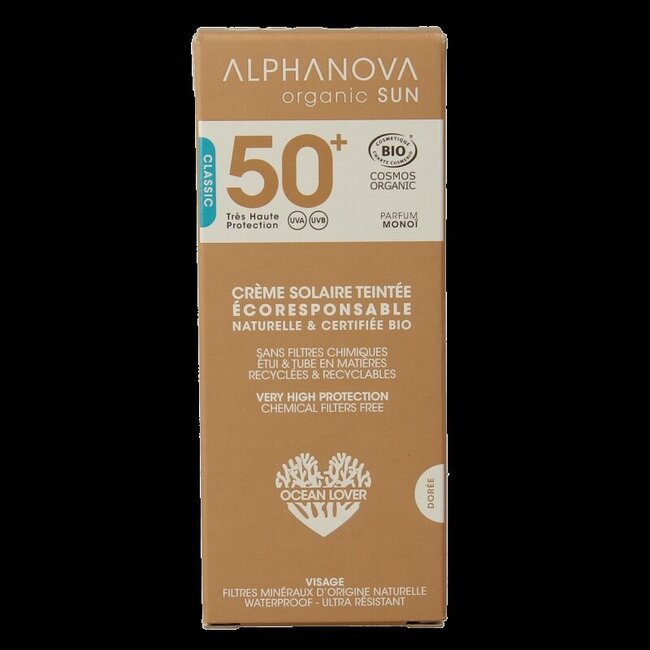 ALPHANOVA
organic SUN
CLASSIC
50+
Très Haute
Protection
UVA UVB
COSMETIQUE
BIO
CHARTE COSMEBIO
COSMOS
ORGANIC
PARFUM
MONOÏ
CRÈME SOLAIRE TEINTÉE
ÉCORESPONSABLE
NATURELLE & CERTIFIÉE BIO
SANS FILTRES CHIMIQUES
ÉTUI & TUBE EN MATIÈRES
RECYCLÉES & RECYCLABLES
VERY HIGH PROTECTION
CHEMICAL FILTERS FREE
OCEAN LOVER
DORÉE
VISAGE
FILTRES MINÉRAUX D'ORIGINE NATURELLE
WATERPROOF - ULTRA RÉSISTANT